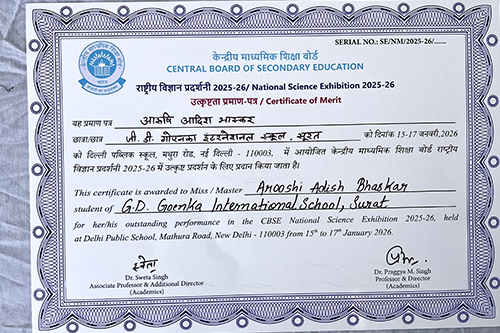 SERIAL NO.: SE/NM/2025-26/......
केन्द्रीय माध्यमिक शिक्षा बोर्ड
CENTRAL BOARD OF SECONDARY EDUCATION
राष्ट्रीय विज्ञान प्रदर्शनी 2025-26/ National Science Exhibition 2025-26
उत्कृष्टता प्रमाण-पत्र / Certificate of Merit
यह प्रमाण पत्र आरुषि आदिश भास्कर
छात्रा/छात्र जी. डी. गोयनका इंटरनेशनल स्कूल, सूरत को दिनांक 15-17 जनवरी,2026
को दिल्ली पब्लिक स्कूल, मथुरा रोड, नई दिल्ली - 110003, में आयोजित केन्द्रीय माध्यमिक शिक्षा बोर्ड राष्ट्रीय
विज्ञान प्रदर्शनी 2025-26 में उत्कृष्ट प्रदर्शन के लिए प्रदान किया जाता है।
This certificate is awarded to Miss / Master Arooshi Adish Bhaskar
student of G.D. Goenka International School, Surat
for her/his outstanding performance in the CBSE National Science Exhibition 2025-26, held
at Delhi Public School, Mathura Road, New Delhi - 110003 from 15th to 17th January 2026.
श्वेता
Dr. Sweta Singh
Associate Professor & Additional Director
(Academics)
Dr. Praggya M. Singh
Professor & Director
(Academics)